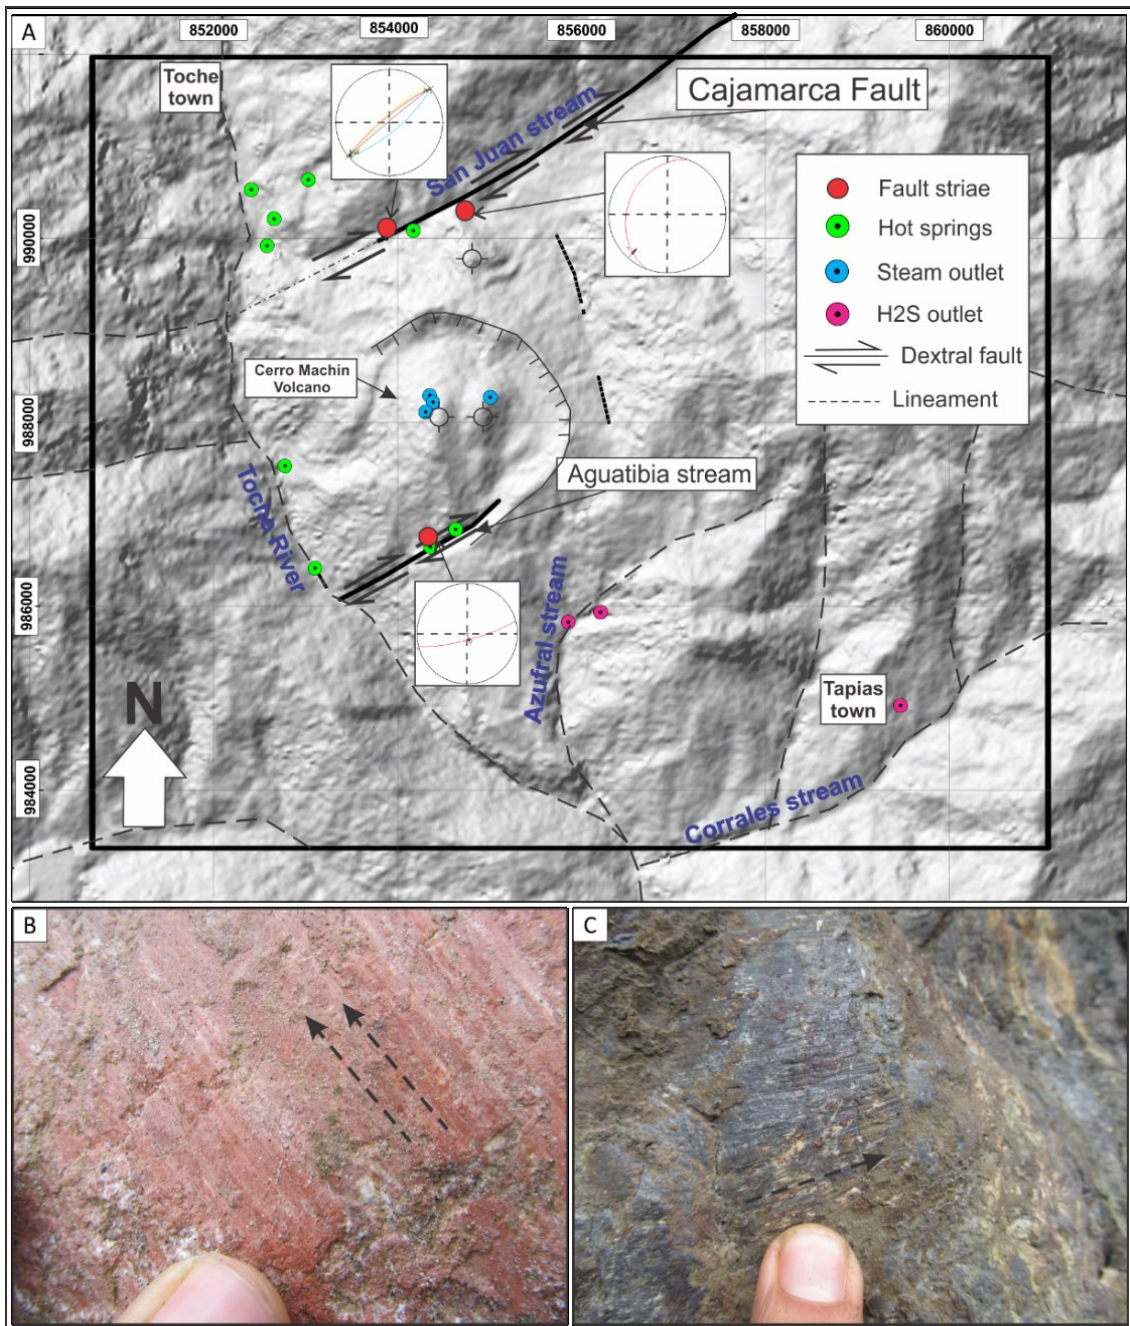 A
852000
854000
856000
858000
860000
Toche
town
Cajamarca Fault
San Juan stream
Fault striae
Hot springs
Steam outlet
H2S outlet
Dextral fault
Lineament
990000
988000
986000
984000
Cerro Machín
Volcano
Aguatibia stream
Toche River
Azufral stream
Tapias
town
Corrales stream
N
B
C